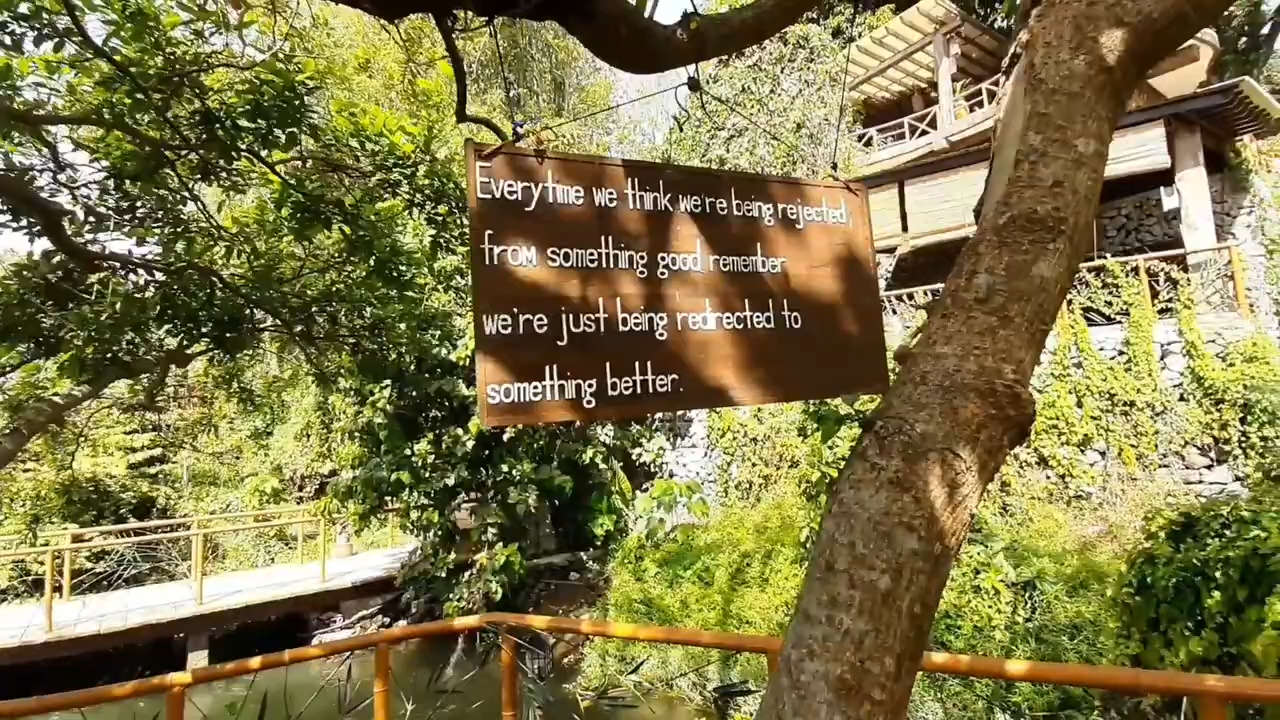 Everytime we think we're being rejected,
from something good remember
we're just being redirected to
something better.